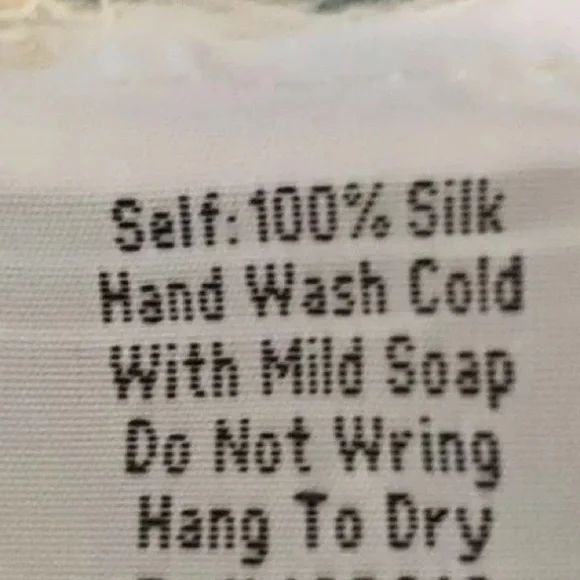 Self:100% Silk
Hand Wash Cold
With Mild Soap
Do Not Wring
Hang To Dry